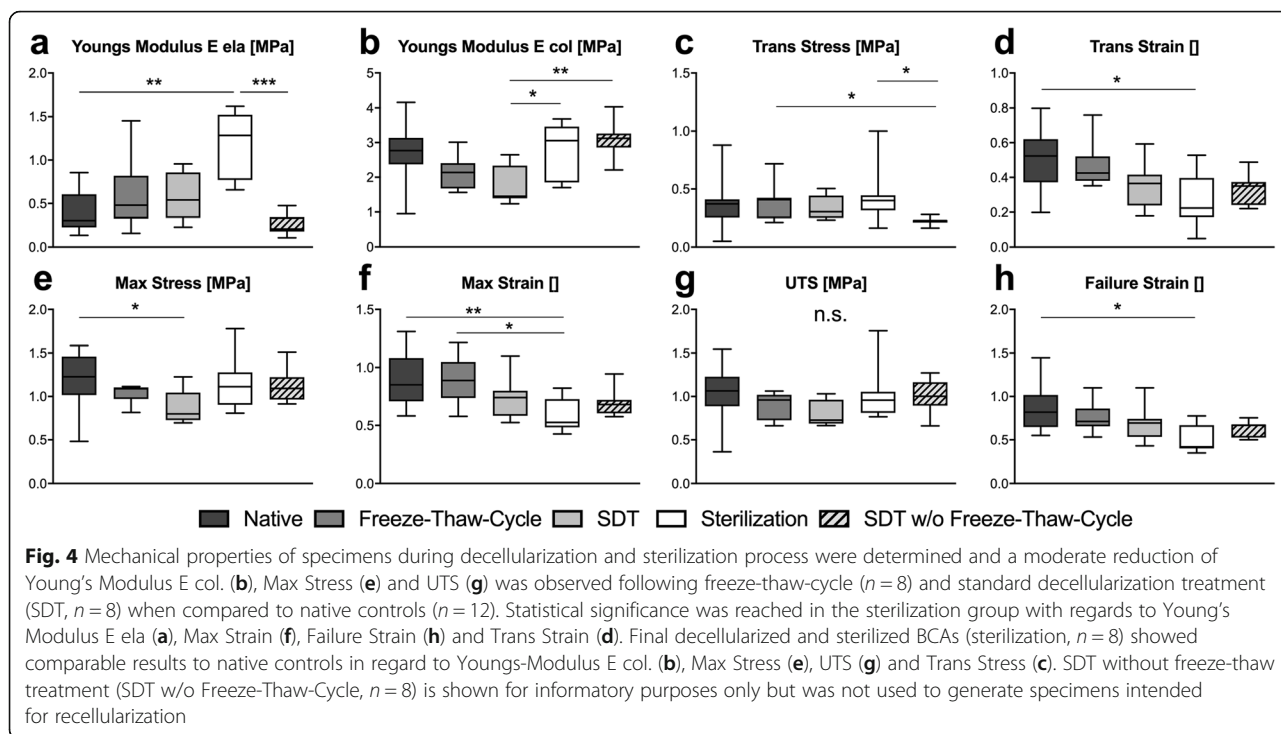 a Youngs Modulus E ela [MPa]
2.0
1.5
1.0
0.5
0.0
** ***
b Youngs Modulus E col [MPa]
5
4
3
2
1
0
**
*
c Trans Stress [MPa]
1.5
1.0
0.5
0.0
*
*
d Trans Strain []
1.0
0.8
0.6
0.4
0.2
0.0
*
e Max Stress [MPa]
2.0
1.5
1.0
0.5
0.0
*
f Max Strain []
1.5
1.0
0.5
0.0
**
*
g UTS [MPa]
2.0
1.5
1.0
0.5
0.0
n.s.
h Failure Strain []
2.0
1.5
1.0
0.5
0.0
*
Native Freeze-Thaw-Cycle SDT Sterilization SDT w/o Freeze-Thaw-Cycle
Fig. 4 Mechanical properties of specimens during decellularization and sterilization process were determined and a moderate reduction of
Young's Modulus E col. (b), Max Stress (e) and UTS (g) was observed following freeze-thaw-cycle (n = 8) and standard decellularization treatment
(SDT, n = 8) when compared to native controls (n = 12). Statistical significance was reached in the sterilization group with regards to Young's
Modulus E ela (a), Max Strain (f), Failure Strain (h) and Trans Strain (d). Final decellularized and sterilized BCAs (sterilization, n = 8) showed
comparable results to native controls in regard to Youngs-Modulus E col. (b), Max Stress (e), UTS (g) and Trans Stress (c). SDT without freeze-thaw
treatment (SDT w/o Freeze-Thaw-Cycle, n = 8) is shown for informatory purposes only but was not used to generate specimens intended
for recellularization